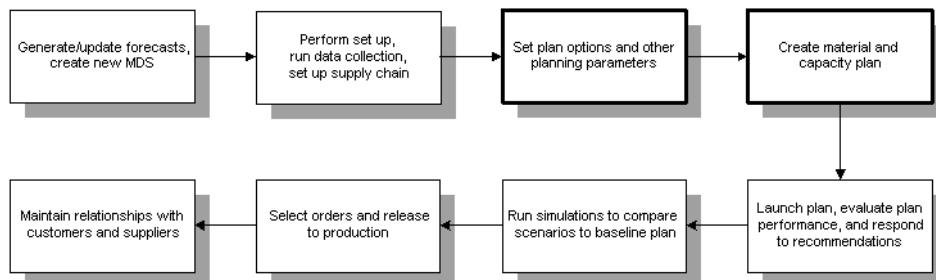 Generate/update forecasts,
create new MDS
Perform set up,
run data collection,
set up supply chain
Set plan options and other
planning parameters
Create material and
capacity plan
Launch plan, evaluate plan
performance, and respond
to recommendations
Run simulations to compare
scenarios to baseline plan
Select orders and release
to production
Maintain relationships with
customers and suppliers